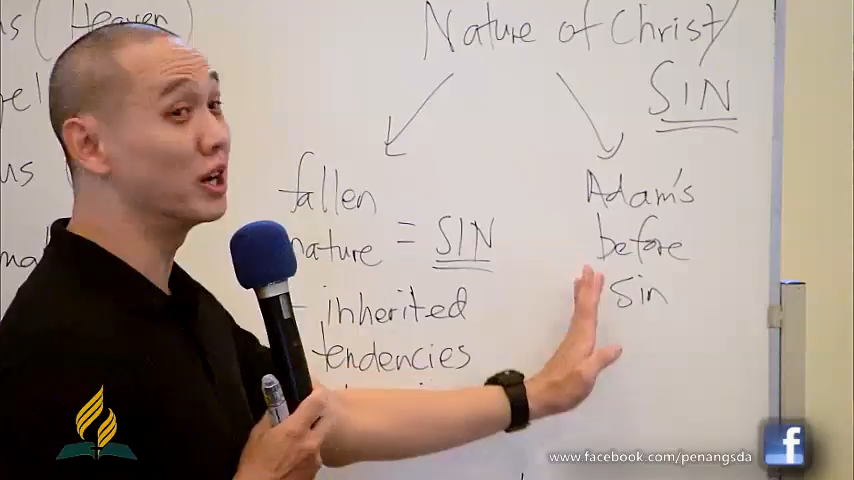 (Heaven)
Nature of Christ/
SIN
fallen
nature = SIN
- inherited
tendencies
Adam's
before
sin
www.facebook.com/penangsda
f